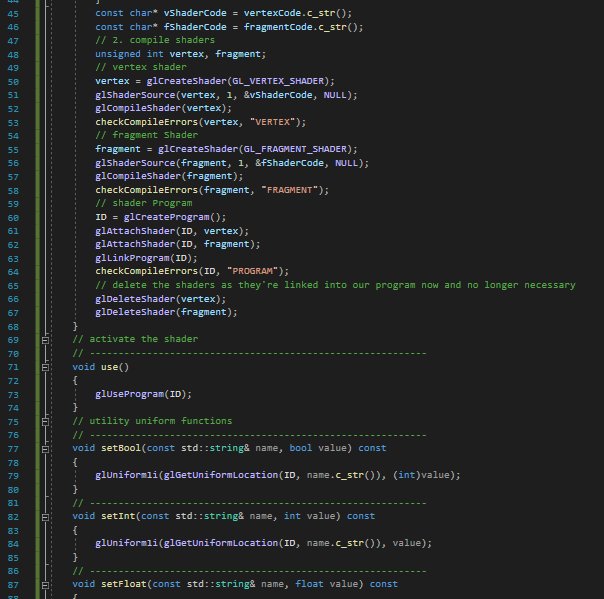 44 }
45 const char* vShaderCode = vertexCode.c_str();
46 const char* fShaderCode = fragmentCode.c_str();
47 // 2. compile shaders
48 unsigned int vertex, fragment;
49 // vertex shader
50 vertex = glCreateShader(GL_VERTEX_SHADER);
51 glShaderSource(vertex, 1, &vShaderCode, NULL);
52 glCompileShader(vertex);
53 checkCompileErrors(vertex, "VERTEX");
54 // fragment Shader
55 fragment = glCreateShader(GL_FRAGMENT_SHADER);
56 glShaderSource(fragment, 1, &fShaderCode, NULL);
57 glCompileShader(fragment);
58 checkCompileErrors(fragment, "FRAGMENT");
59 // shader Program
60 ID = glCreateProgram();
61 glAttachShader(ID, vertex);
62 glAttachShader(ID, fragment);
63 glLinkProgram(ID);
64 checkCompileErrors(ID, "PROGRAM");
65 // delete the shaders as they're linked into our program now and no longer necessary
66 glDeleteShader(vertex);
67 glDeleteShader(fragment);
68 }
69 // activate the shader
70 // ------------------------------------------------------------
71 void use()
72 {
73 glUseProgram(ID);
74 }
75 // utility uniform functions
76 // ------------------------------------------------------------
77 void setBool(const std::string& name, bool value) const
78 {
79 glUniform1i(glGetUniformLocation(ID, name.c_str()), (int)value);
80 }
81 // ------------------------------------------------------------
82 void setInt(const std::string& name, int value) const
83 {
84 glUniform1i(glGetUniformLocation(ID, name.c_str()), value);
85 }
86 // ------------------------------------------------------------
87 void setFloat(const std::string& name, float value) const
88 {